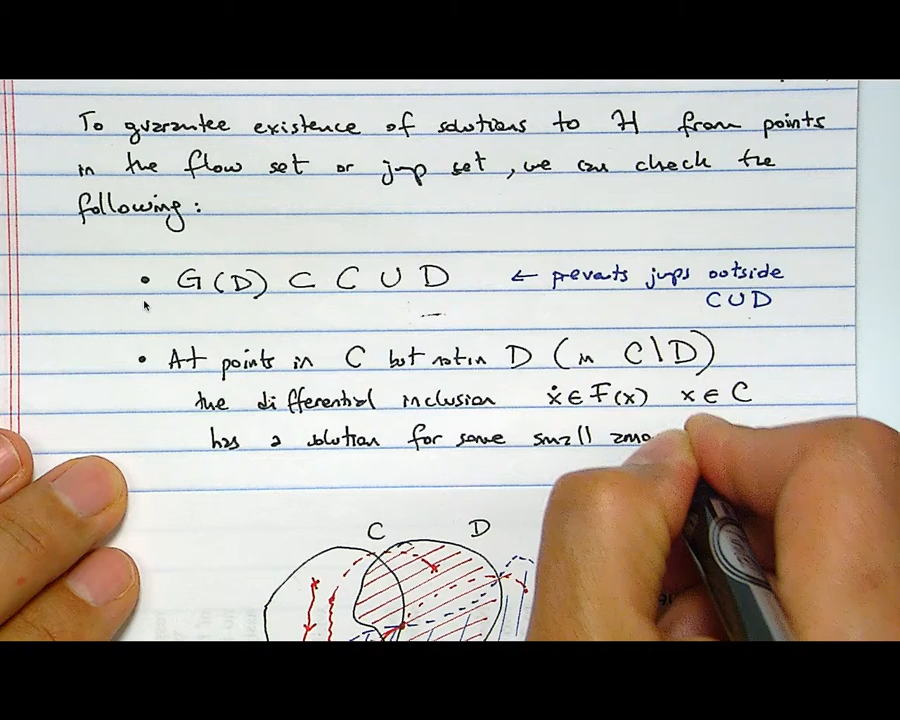 To guarantee existence of solutions to H from points
in the flow set or jump set, we can check the
following:
• G(D) ⊂ C ∪ D ← prevents jumps outside
C ∪ D
• At points in C but not in D (in C\D)
the differential inclusion ẋ ∈ F(x) x ∈ C
has a solution for some small amo
C D